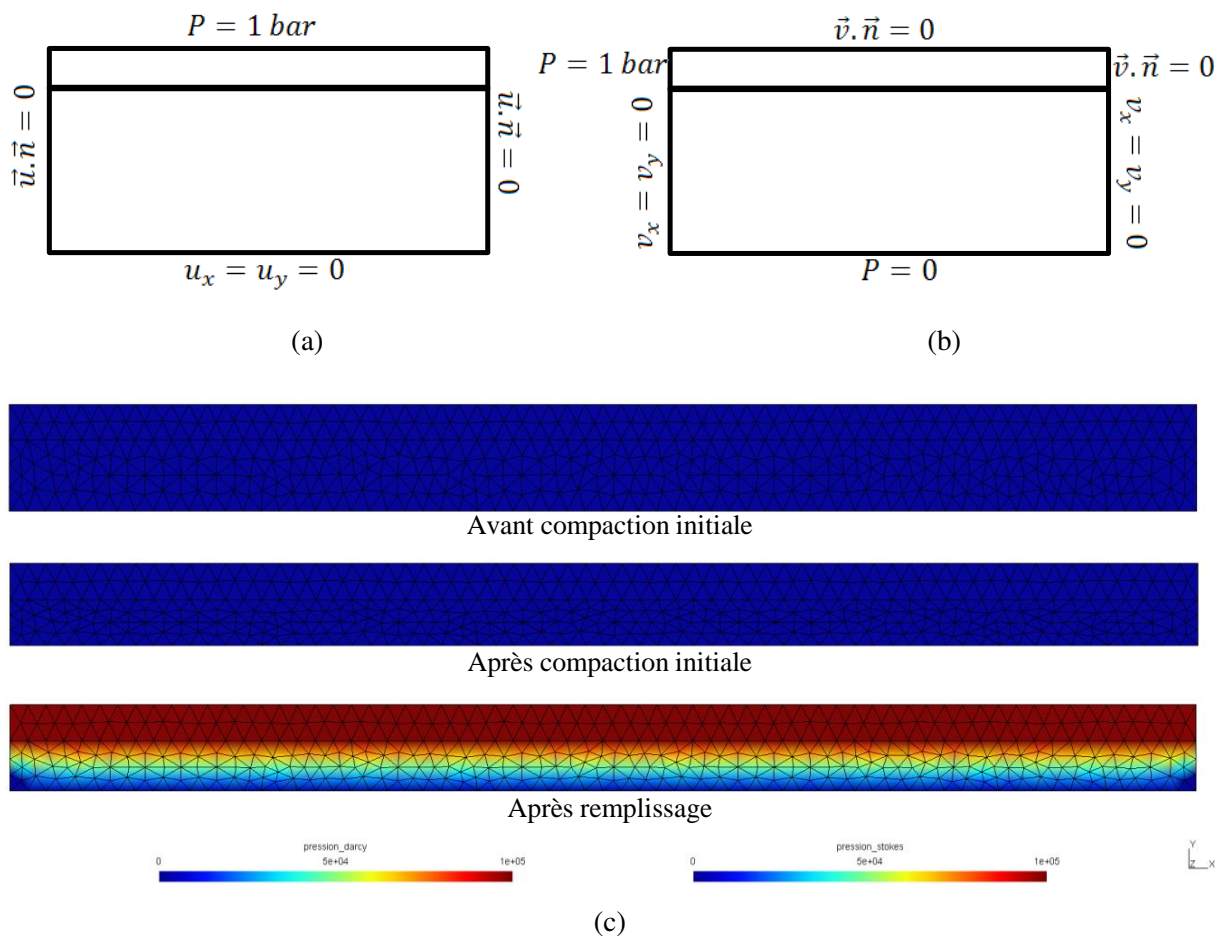 P = 1 bar
u⃗.n⃗ = 0
u⃗.n⃗ = 0
u_x = u_y = 0
(a)
v⃗.n⃗ = 0
P = 1 bar
v⃗.n⃗ = 0
v_x = v_y = 0
v_x = v_y = 0
P = 0
(b)
Avant compaction initiale
Après compaction initiale
Après remplissage
pression_darcy
0 5e+04 1e+05
pression_stokes
0 5e+04 1e+05
Y
Z X
(c)